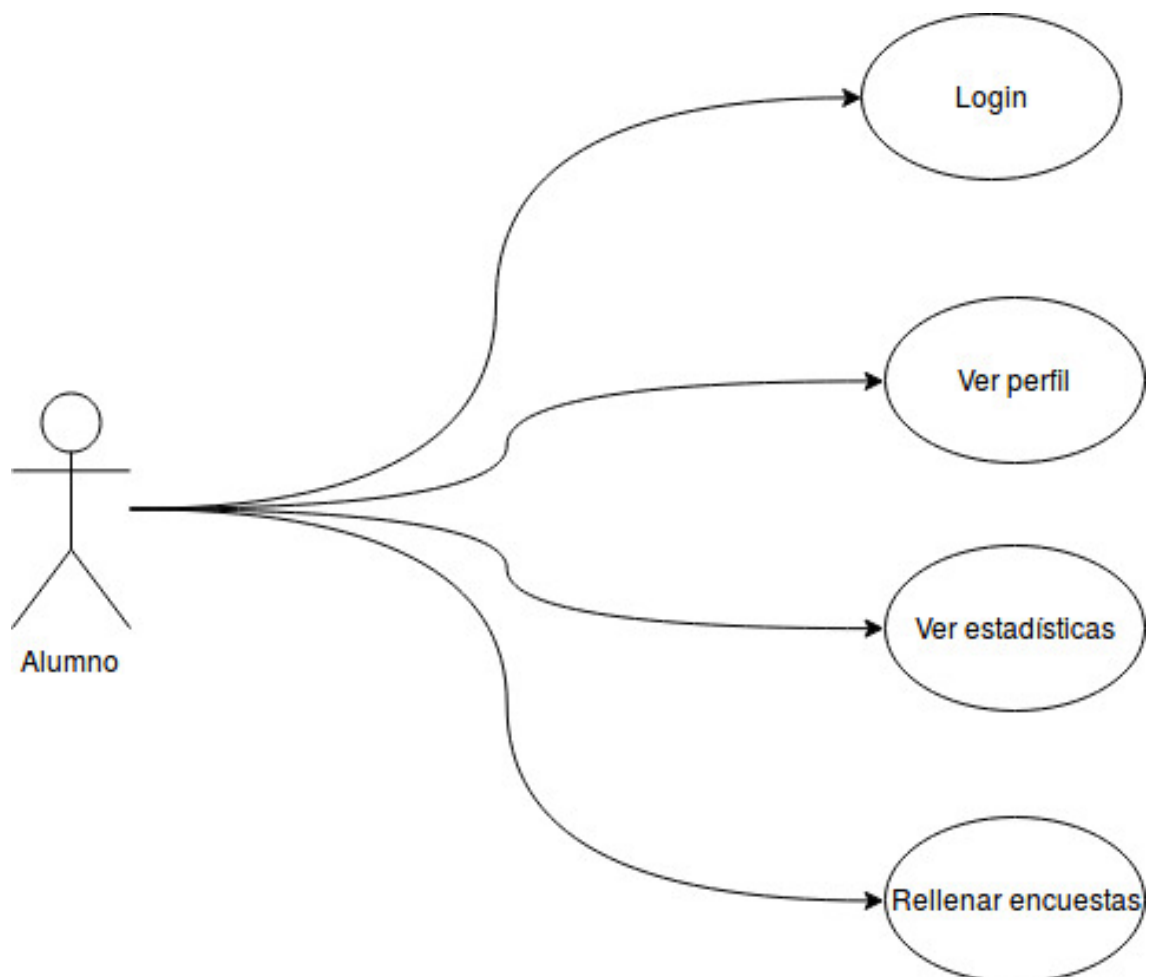 Login
Ver perfil
Alumno
Ver estadísticas
Rellenar encuestas